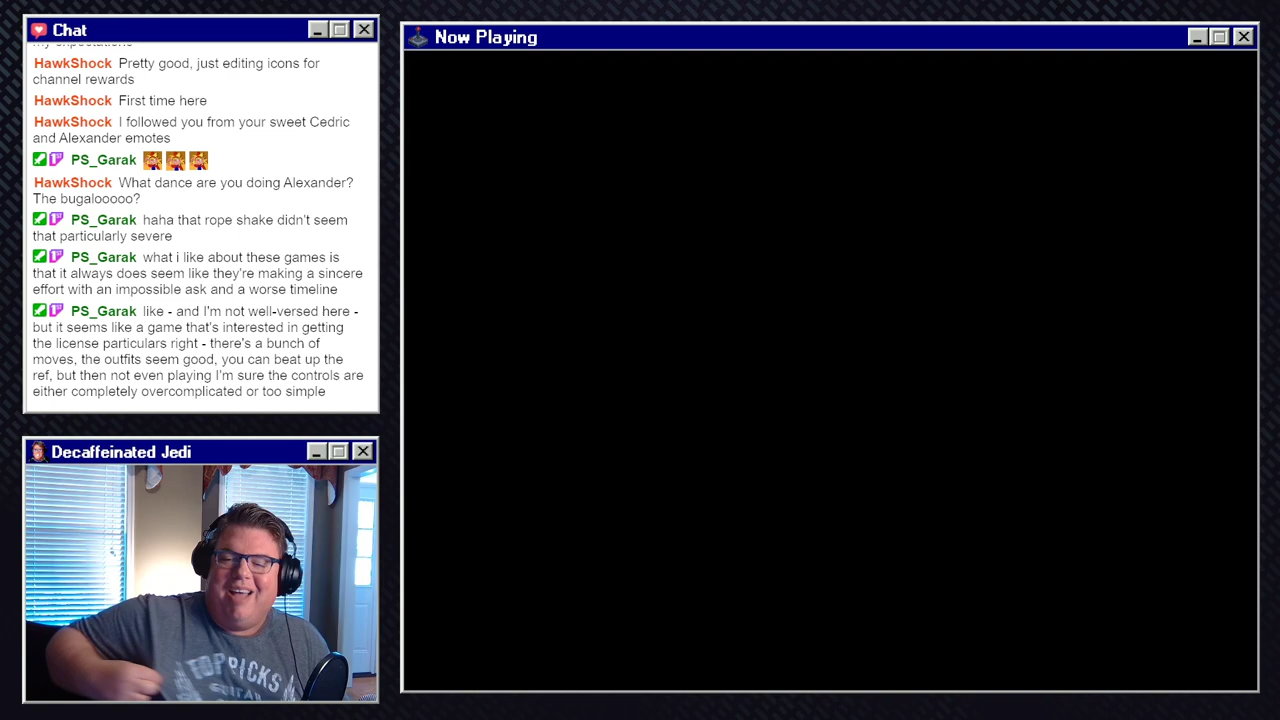 Chat
HawkShock Pretty good, just editing icons for
channel rewards
HawkShock First time here
HawkShock I followed you from your sweet Cedric
and Alexander emotes
PS_Garak
HawkShock What dance are you doing Alexander?
The bugalooooo?
PS_Garak haha that rope shake didn't seem
that particularly severe
PS_Garak what i like about these games is
that it always does seem like they're making a sincere
effort with an impossible ask and a worse timeline
PS_Garak like - and I'm not well-versed here -
but it seems like a game that's interested in getting
the license particulars right - there's a bunch of
moves, the outfits seem good, you can beat up the
ref, but then not even playing I'm sure the controls are
either completely overcomplicated or too simple
Decaffeinated Jedi
TOPPICKS
GUITAR
Now Playing